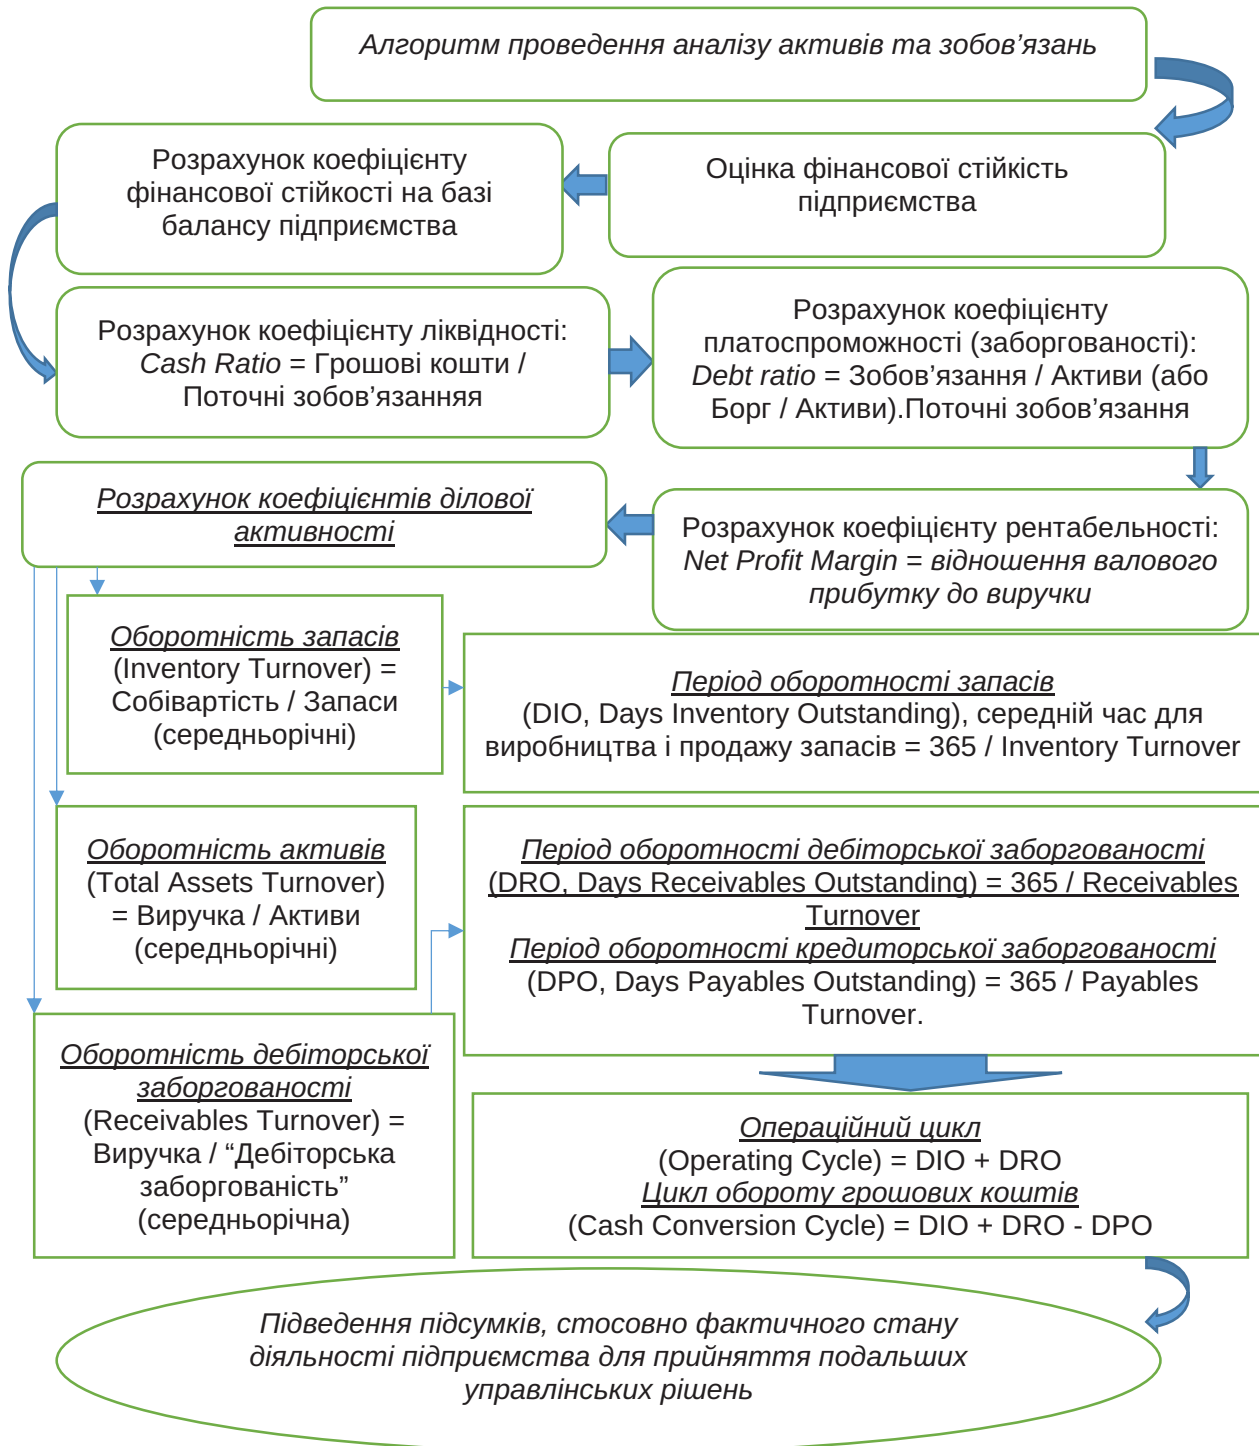 Алгоритм проведення аналізу активів та зобов’язань
Оцінка фінансової стійкість
підприємства
Розрахунок коефіцієнту
фінансової стійкості на базі
балансу підприємства
Розрахунок коефіцієнту ліквідності:
Cash Ratio = Грошові кошти /
Поточні зобов’язанняя
Розрахунок коефіцієнту
платоспроможності (заборгованості):
Debt ratio = Зобов’язання / Активи (або
Борг / Активи).Поточні зобов’язання
Розрахунок коефіцієнту рентабельності:
Net Profit Margin = відношення валового
прибутку до виручки
Розрахунок коефіцієнтів ділової
активності
Оборотність запасів
(Inventory Turnover) =
Собівартість / Запаси
(середньорічні)
Період оборотності запасів
(DIO, Days Inventory Outstanding), середній час для
виробництва і продажу запасів = 365 / Inventory Turnover
Оборотність активів
(Total Assets Turnover)
= Виручка / Активи
(середньорічні)
Період оборотності дебіторської заборгованості
(DRO, Days Receivables Outstanding) = 365 / Receivables
Turnover
Період оборотності кредиторської заборгованості
(DPO, Days Payables Outstanding) = 365 / Payables
Turnover.
Оборотність дебіторської
заборгованості
(Receivables Turnover) =
Виручка / “Дебіторська
заборгованість”
(середньорічна)
Операційний цикл
(Operating Cycle) = DIO + DRO
Цикл обороту грошових коштів
(Cash Conversion Cycle) = DIO + DRO - DPO
Підведення підсумків, стосовно фактичного стану
діяльності підприємства для прийняття подальших
управлінських рішень